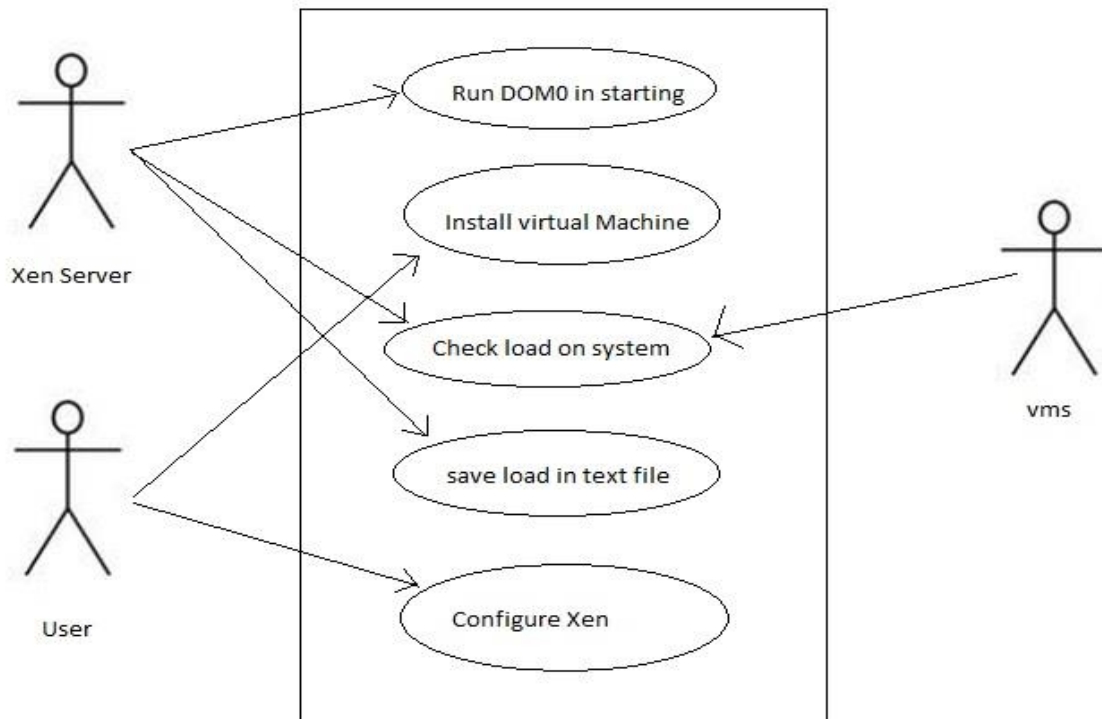 Run DOM0 in starting
Install virtual Machine
Xen Server
Check load on system
vms
save load in text file
User
Configure Xen